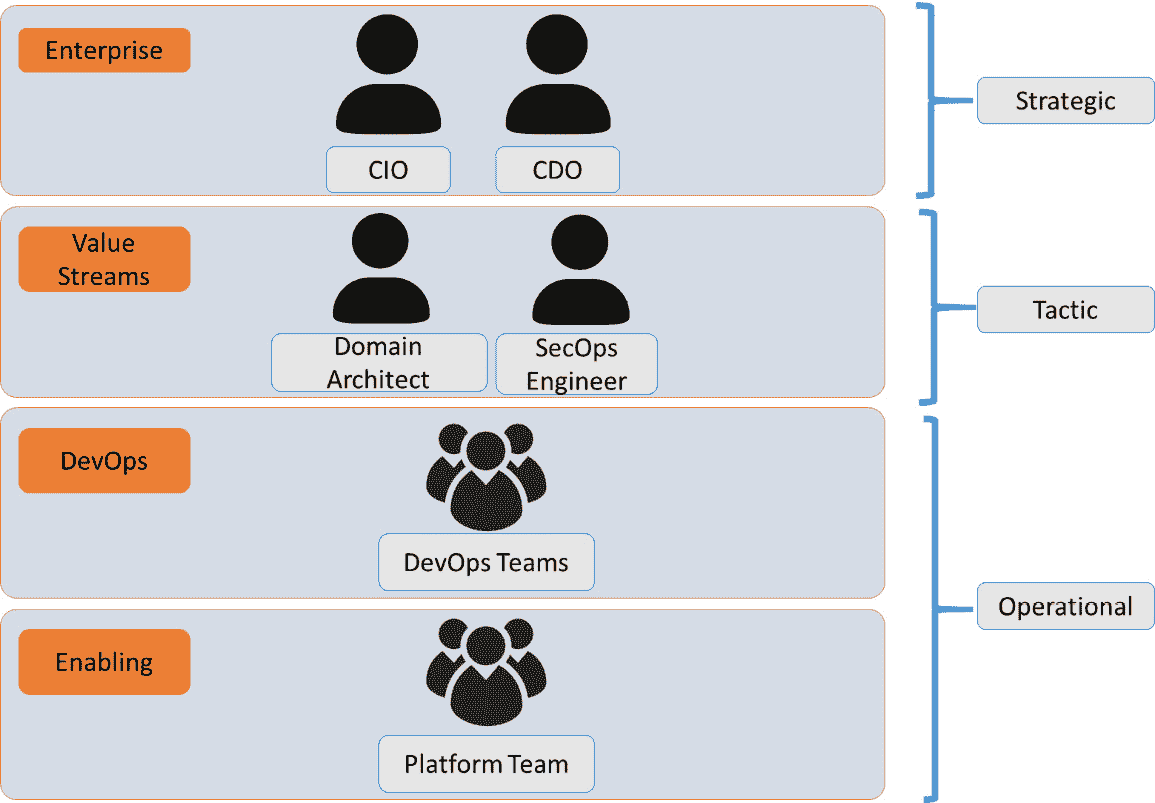 Enterprise
CIO
CDO
Strategic
Value
Streams
Domain
Architect
SecOps
Engineer
Tactic
DevOps
DevOps Teams
Operational
Enabling
Platform Team